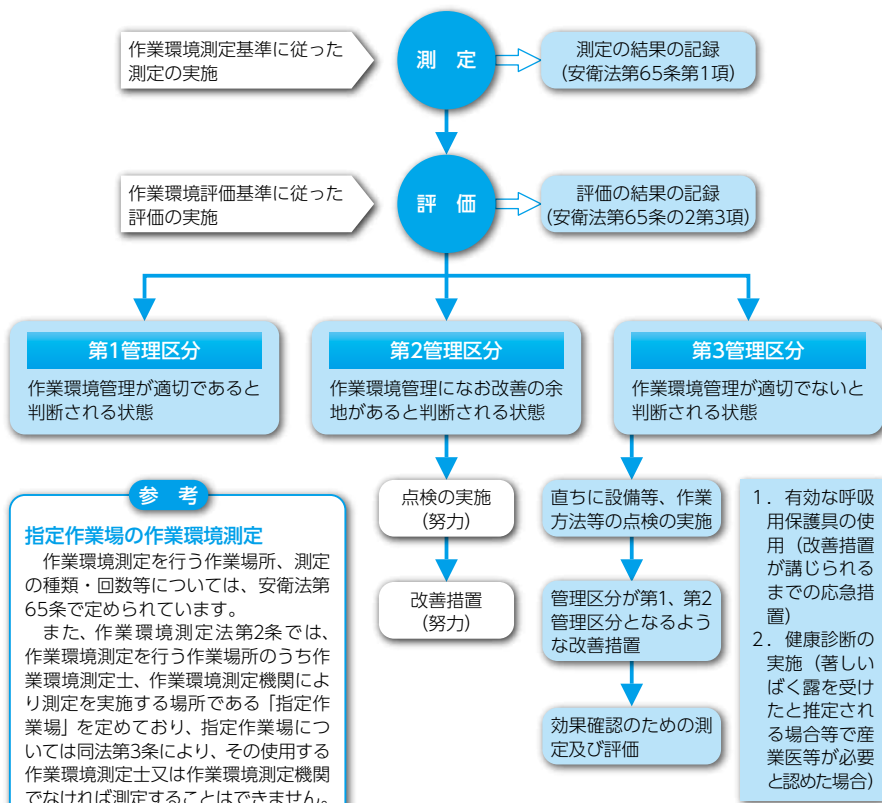 作業環境測定基準に従った
測定の実施
測 定
測定の結果の記録
(安衛法第65条第1項)
作業環境評価基準に従った
評価の実施
評 価
評価の結果の記録
(安衛法第65条の2第3項)
第1管理区分
作業環境管理が適切であると
判断される状態
第2管理区分
作業環境管理になお改善の余
地があると判断される状態
第3管理区分
作業環境管理が適切でないと
判断される状態
点検の実施
(努力)
改善措置
(努力)
直ちに設備等、作業
方法等の点検の実施
管理区分が第1、第2
管理区分となるよう
な改善措置
効果確認のための測
定及び評価
1. 有効な呼吸
用保護具の使
用(改善措置
が講じられる
までの応急措
置)
2. 健康診断の
実施(著しい
ばく露を受け
たと推定され
る場合等で産
業医等が必要
と認めた場合)
参 考
指定作業場の作業環境測定
作業環境測定を行う作業場所、測定
の種類・回数等については、安衛法第
65条で定められています。
また、作業環境測定法第2条では、
作業環境測定を行う作業場所のうち作
業環境測定士、作業環境測定機関によ
り測定を実施する場所である「指定作
業場」を定めており、指定作業場につ
いては同法第3条により、その使用する
作業環境測定士又は作業環境測定機関
でなければ測定することはできません。